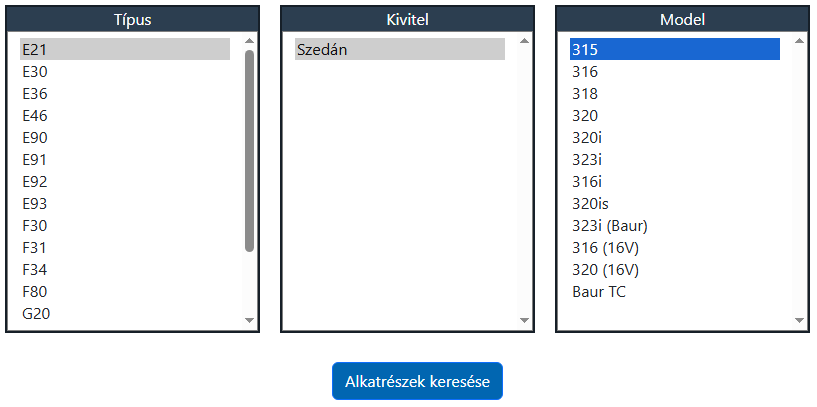 Típus
E21
E30
E36
E46
E90
E91
E92
E93
F30
F31
F34
F80
G20
Kivitel
Szedán
Model
315
316
318
320
320i
323i
316i
320is
323i (Baur)
316 (16V)
320 (16V)
Baur TC
Alkatrészek keresése